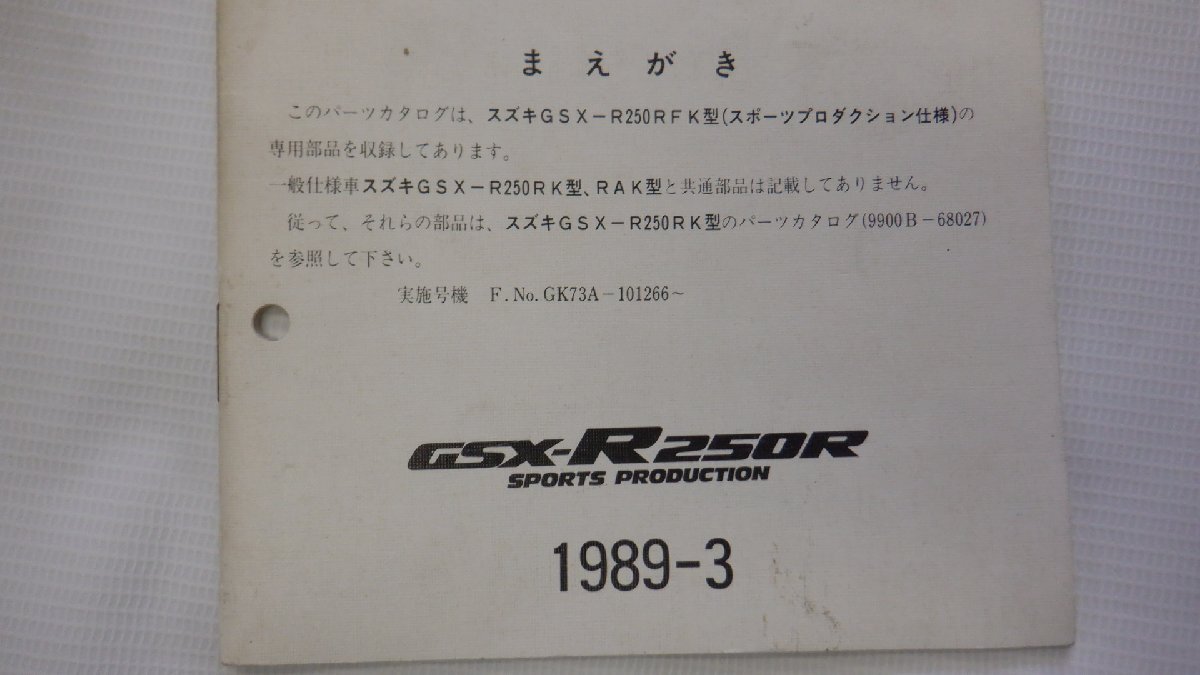 まえがき
このパーツカタログは、スズキGSX－R250RFK型(スポーツプロダクション仕様)の
専用部品を収録してあります。
一般仕様車スズキGSX－R250RK型、RAK型と共通部品は記載してありません。
従って、それらの部品は、スズキGSX－R250RK型のパーツカタログ(9900B－68027)
を参照して下さい。
実施号機　F.No.GK73A－101266～
GSX-R250R
SPORTS PRODUCTION
1989-3